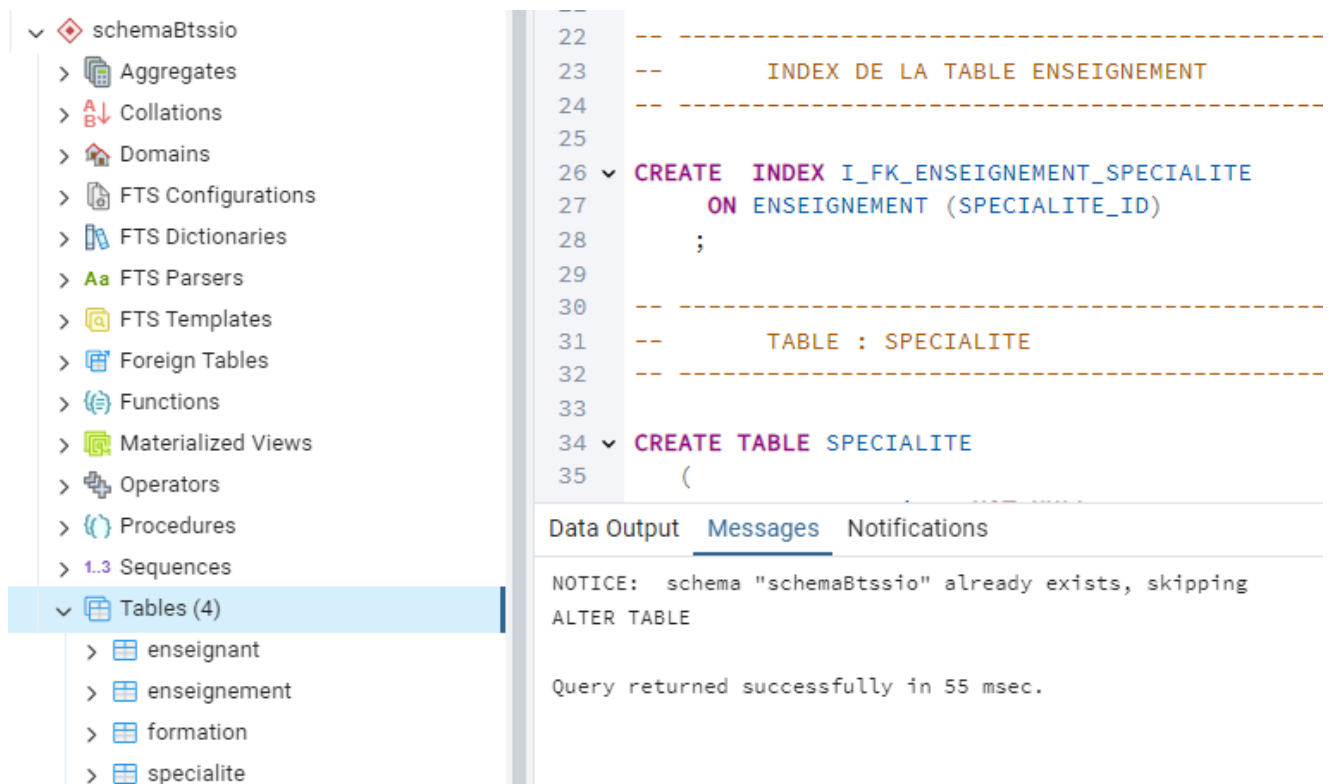 schemaBtssio
Aggregates
Collations
Domains
FTS Configurations
FTS Dictionaries
Aa FTS Parsers
FTS Templates
Foreign Tables
Functions
Materialized Views
Operators
Procedures
1..3 Sequences
Tables (4)
enseignant
enseignement
formation
specialite
22 -- --------------------------------------------
23 -- INDEX DE LA TABLE ENSEIGNEMENT
24 -- --------------------------------------------
25
26 CREATE INDEX I_FK_ENSEIGNEMENT_SPECIALITE
27 ON ENSEIGNEMENT (SPECIALITE_ID)
28 ;
29
30 -- --------------------------------------------
31 -- TABLE : SPECIALITE
32 -- --------------------------------------------
33
34 CREATE TABLE SPECIALITE
35 (
Data Output Messages Notifications
NOTICE: schema "schemaBtssio" already exists, skipping
ALTER TABLE
Query returned successfully in 55 msec.